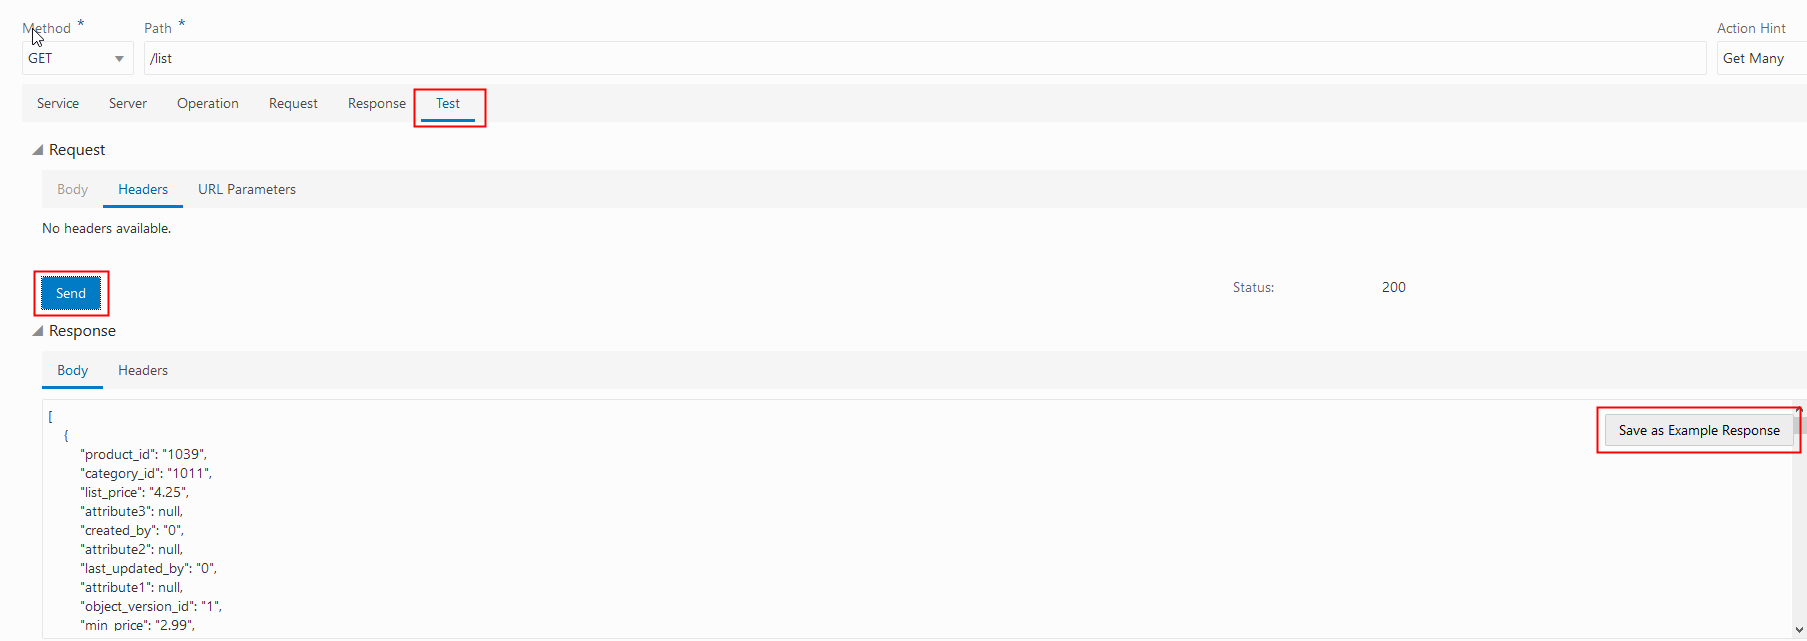 Method * Path * Action Hint
GET /list Get Many
Service Server Operation Request Response Test
Request
Body Headers URL Parameters
No headers available.
Send Status: 200
Response
Body Headers
[
{
"product_id": "1039",
"category_id": "1011",
"list_price": "4.25",
"attribute3": null,
"created_by": "0",
"attribute2": null,
"last_updated_by": "0",
"attribute1": null,
"object_version_id": "1",
"min_price": "2.99",
Save as Example Response